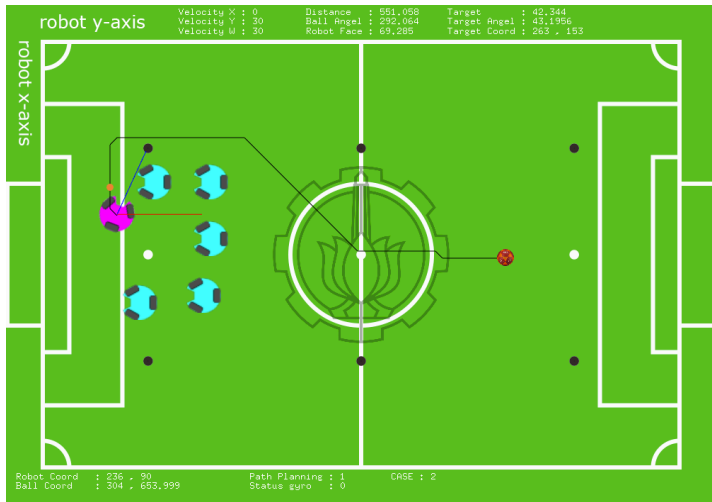 robot y-axis
Velocity X : 0
Velocity Y : 30
Velocity W : 30
Distance : 551.058
Ball Angel : 292.064
Robot Face : 69.285
Target : 42.344
Target Angel : 43.1956
Target Coord : 263 , 153
robot x-axis
Robot Coord : 236 , 90
Ball Coord : 304 , 653.999
Path Planning : 1
Status gyro : 0
CASE : 2